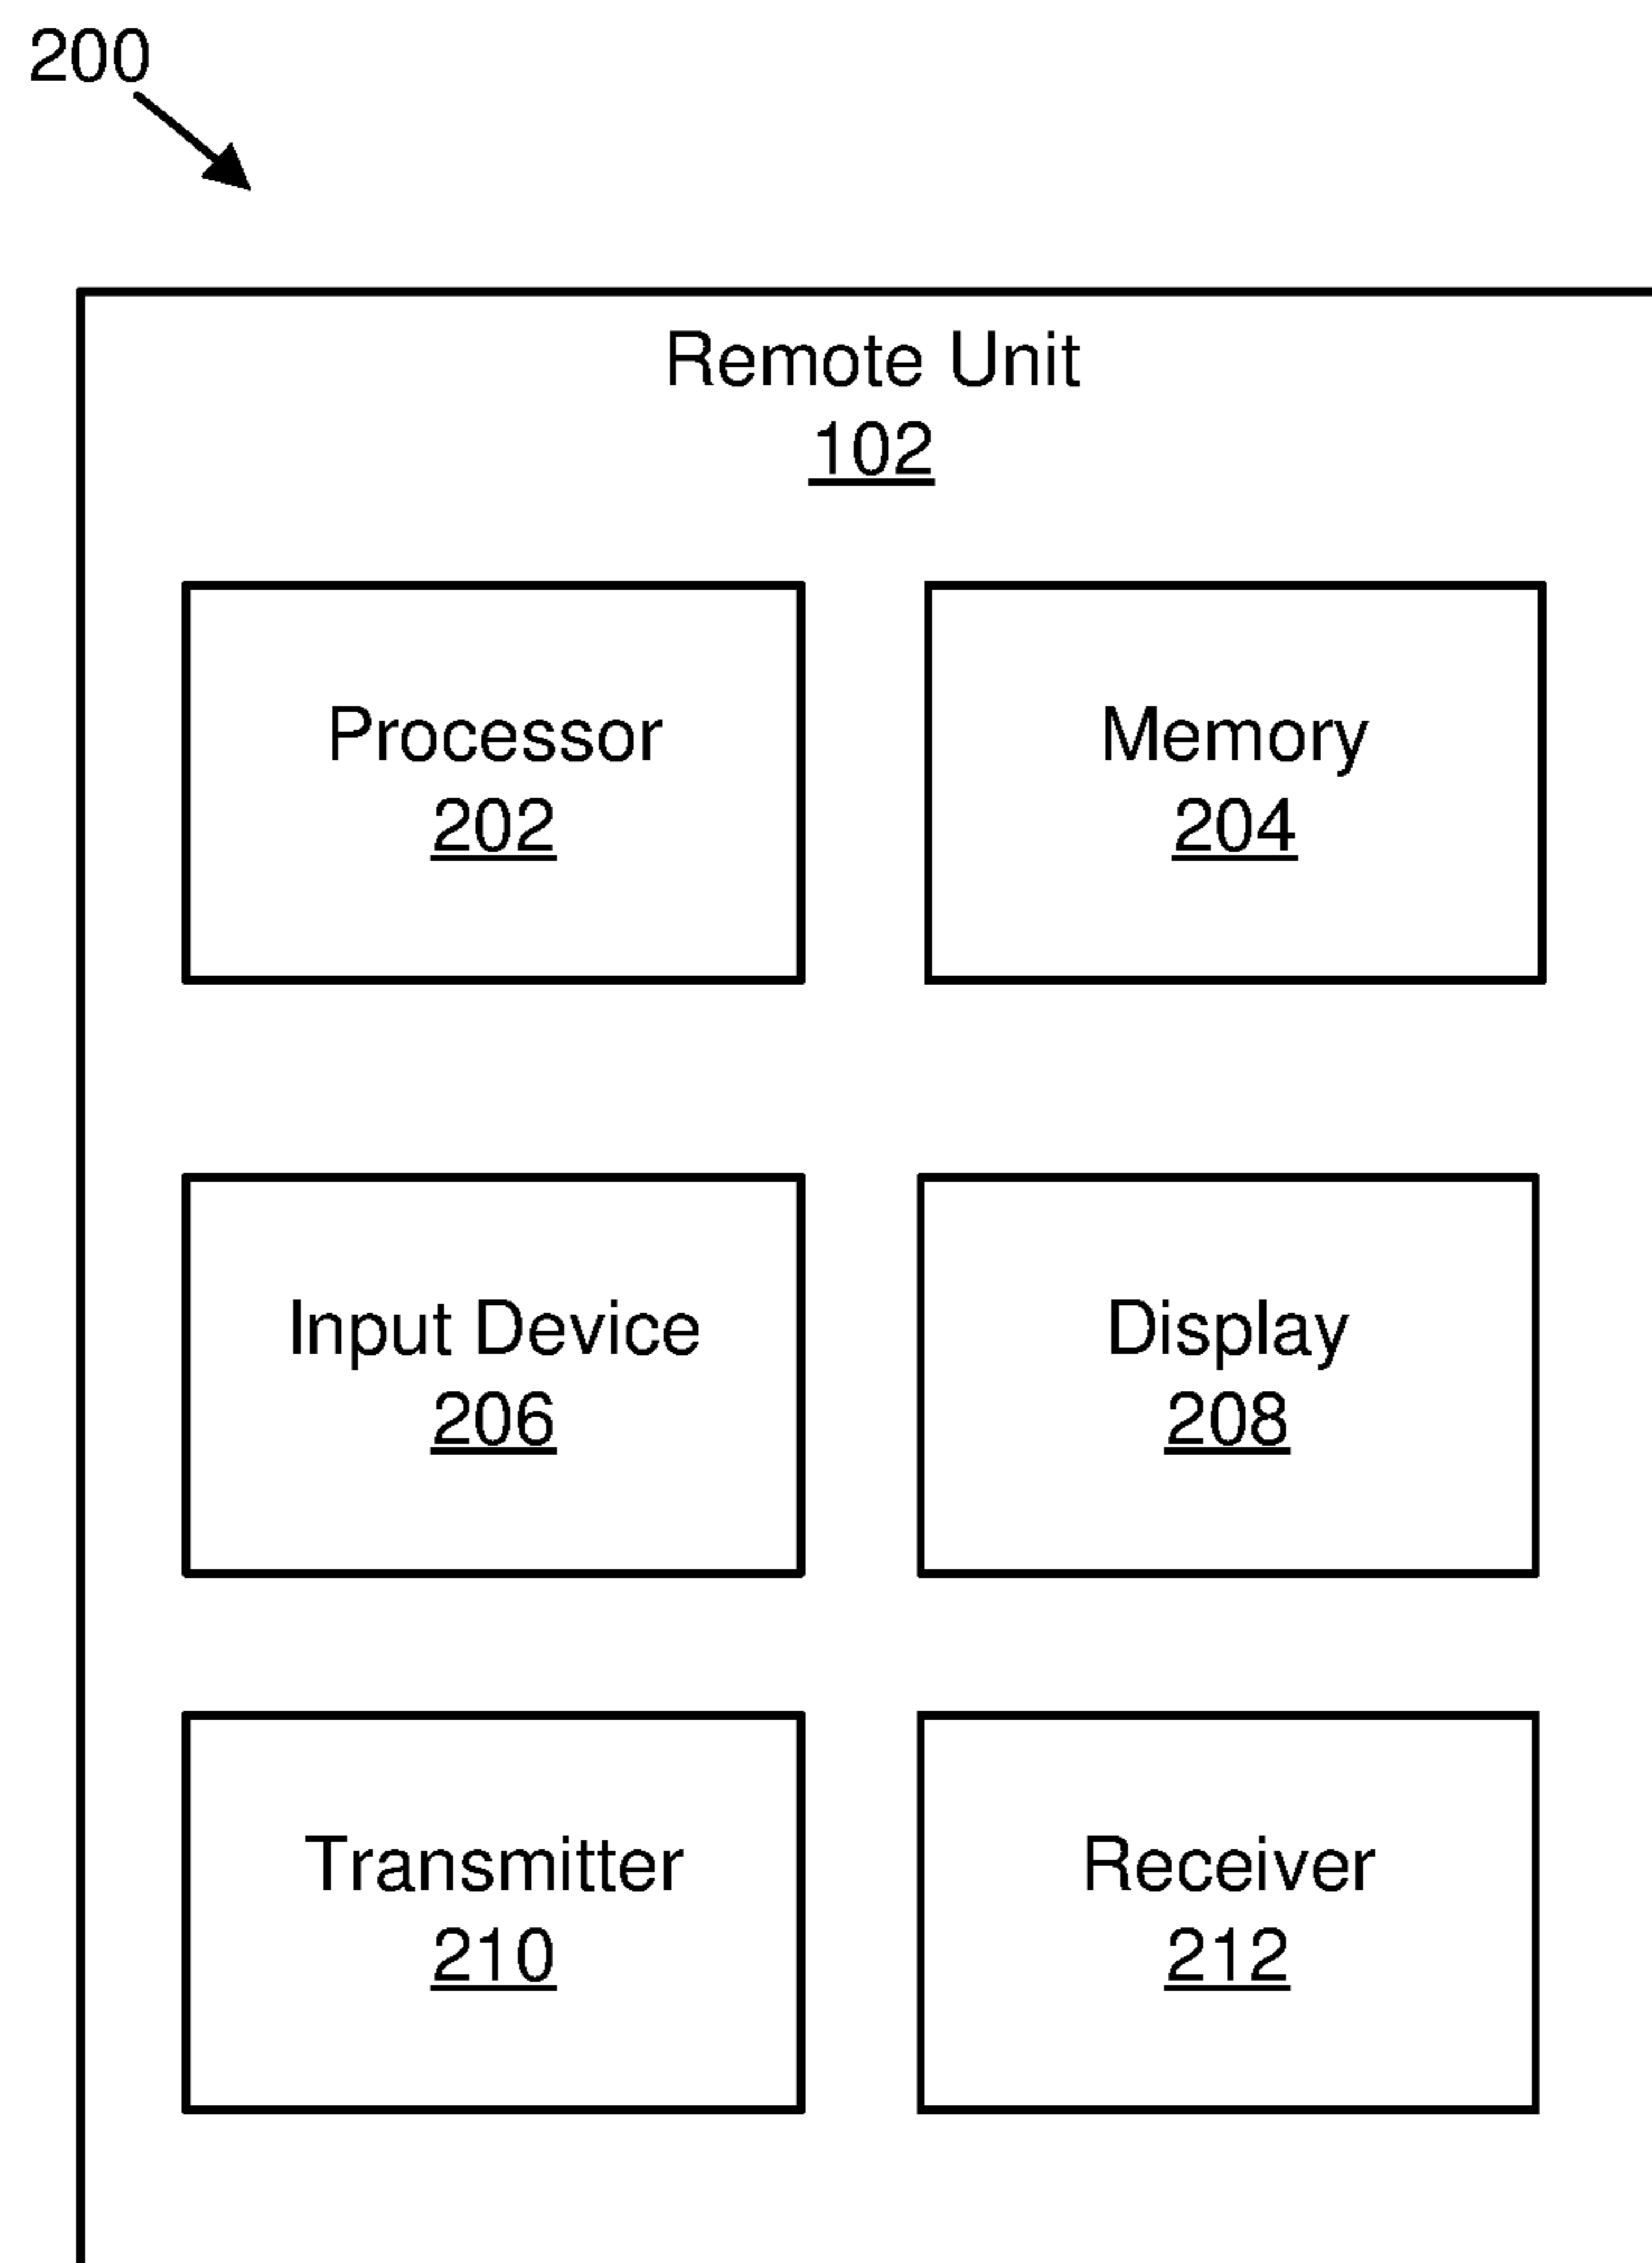 200
Remote Unit
102
Processor
202
Memory
204
Input Device
206
Display
208
Transmitter
210
Receiver
212